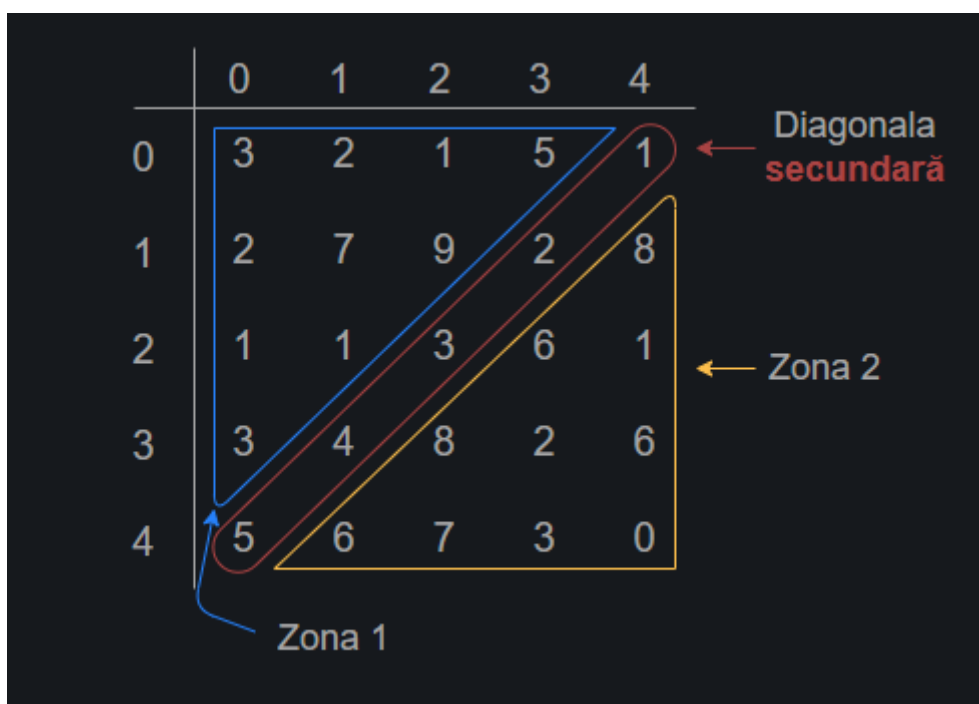 0 1 2 3 4
0 3 2 1 5 1
Diagonala
secundară
1 2 7 9 2 8
2 1 1 3 6 1
Zona 2
3 3 4 8 2 6
4 5 6 7 3 0
Zona 1